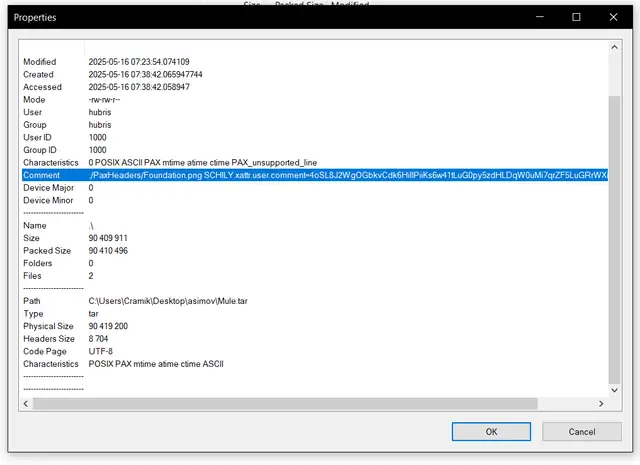 Size Packed Size Modified
Properties
Modified 2025-05-16 07:23:54.074109
Created 2025-05-16 07:38:42.065947744
Accessed 2025-05-16 07:38:42.058947
Mode -rw-rw-r--
User hubris
Group hubris
User ID 1000
Group ID 1000
Characteristics 0 POSIX ASCII PAX mtime atime ctime PAX_unsupported_line
Comment ./PaxHeaders/Foundation.png SCHILY.xattr.user.comment=
Device Major 0
Device Minor 0
------------------------
Name .\
Size 90 409 911
Packed Size 90 410 496
Folders 0
Files 2
------------------------
Path C:\Users\Cramik\Desktop\asimov\Mule.tar
Type tar
Physical Size 90 419 200
Headers Size 8 704
Code Page UTF-8
Characteristics POSIX PAX mtime atime ctime ASCII
------------------------
------------------------
OK Cancel